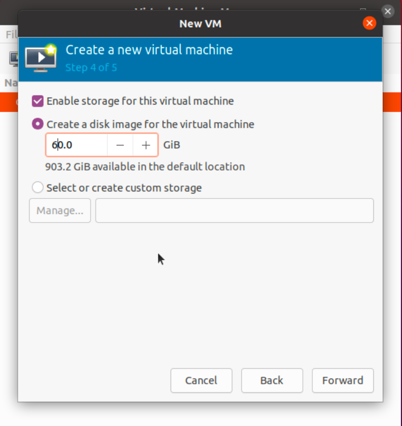 New VM
Create a new virtual machine
Step 4 of 5
Enable storage for this virtual machine
Create a disk image for the virtual machine
60.0 − + GiB
903.2 GiB available in the default location
Select or create custom storage
Manage...
Cancel Back Forward